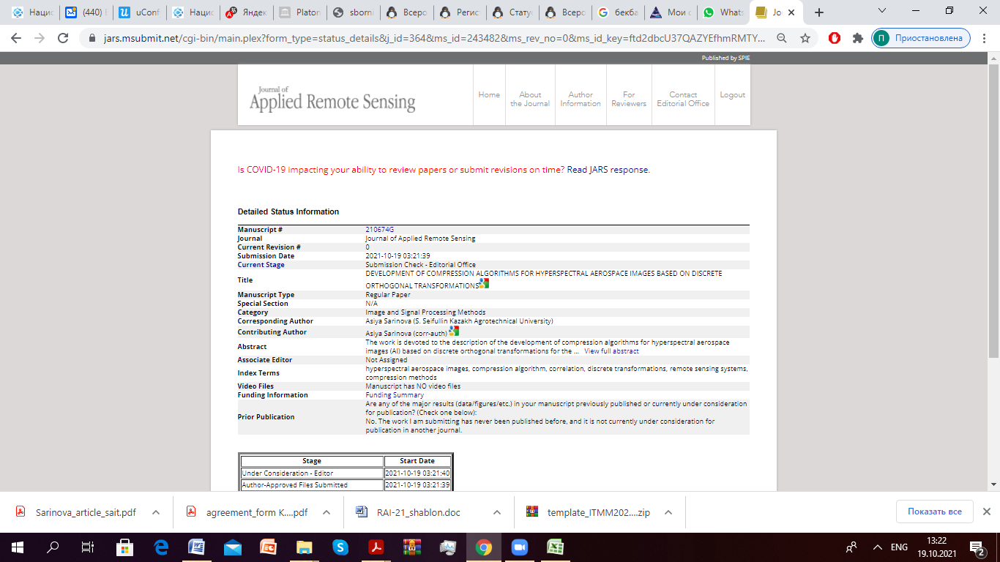 Нацис
(440) 
uConf
Нацис
Яндек
Platon
sborni
Всерo
Регис
Стату
Всеро
бекба
Мои с
Whats
Jo
jars.msubmit.net/cgi-bin/main.plex?form_type=status_details&j_id=364&ms_id=243482&ms_rev_no=0&ms_id_key=ftd2dbcU37QAZYEfhmRMTY...
П Приостановлена
Published by SPIE
Journal of
Applied Remote Sensing
Home
About
the Journal
Author
Information
For
Reviewers
Contact
Editorial Office
Logout
Is COVID-19 impacting your ability to review papers or submit revisions on time? Read JARS response.
Detailed Status Information
Manuscript # 210674G
Journal Journal of Applied Remote Sensing
Current Revision # 0
Submission Date 2021-10-19 03:21:39
Current Stage Submission Check - Editorial Office
Title DEVELOPMENT OF COMPRESSION ALGORITHMS FOR HYPERSPECTRAL AEROSPACE IMAGES BASED ON DISCRETE
ORTHOGONAL TRANSFORMATIONS
Manuscript Type Regular Paper
Special Section N/A
Category Image and Signal Processing Methods
Corresponding Author Asiya Sarinova (S. Seifullin Kazakh Agrotechnical University)
Contributing Author Asiya Sarinova (corr-auth)
Abstract The work is devoted to the description of the development of compression algorithms for hyperspectral aerospace
images (AI) based on discrete orthogonal transformations for the ... View full abstract
Associate Editor Not Assigned
Index Terms hyperspectral aerospace images, compression algorithm, correlation, discrete transformations, remote sensing systems,
compression methods
Video Files Manuscript has NO video files
Funding Information Funding Summary
Prior Publication Are any of the major results (data/figures/etc.) in your manuscript previously published or currently under consideration
for publication? (Check one below):
No. The work I am submitting has never been published before, and it is not currently under consideration for
publication in another journal.
Stage Start Date
Under Consideration - Editor 2021-10-19 03:21:40
Author-Approved Files Submitted 2021-10-19 03:21:39
Sarinova_article_sait.pdf
agreement_form K....pdf
RAI-21_shablon.doc
template_ITMM202....zip
Показать все
ENG
13:22
19.10.2021
2